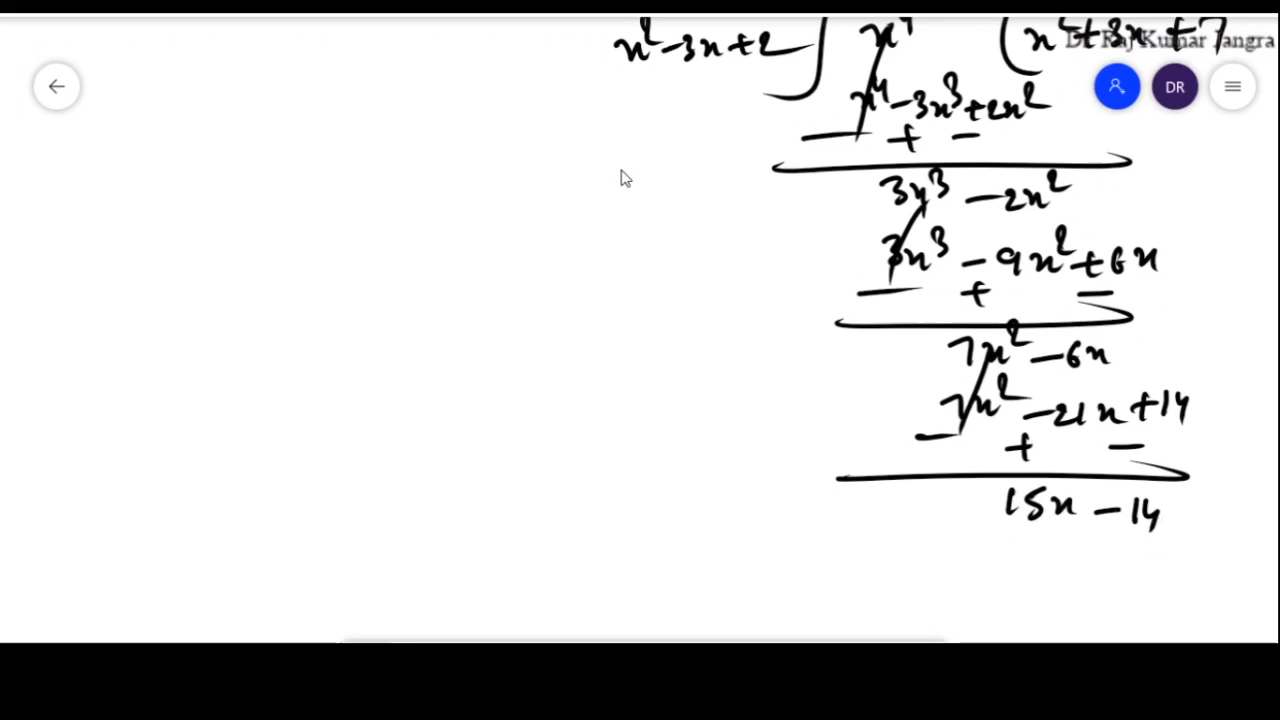 x² - 3x + 2 ) x⁴ ( x² + 3x + 7
Dr Raj Kumar Jangra
DR
x⁴ - 3x³ + 2x²
- + -
3x³ - 2x²
3x³ - 9x² + 6x
- + -
7x² - 6x
7x² - 21x + 14
- + -
15x - 14